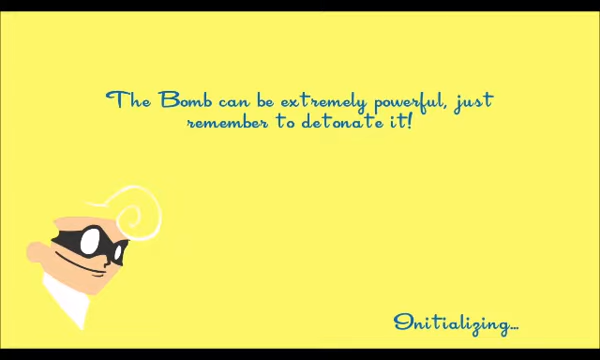 The Bomb can be extremely powerful, just
remember to detonate it!
Initializing...